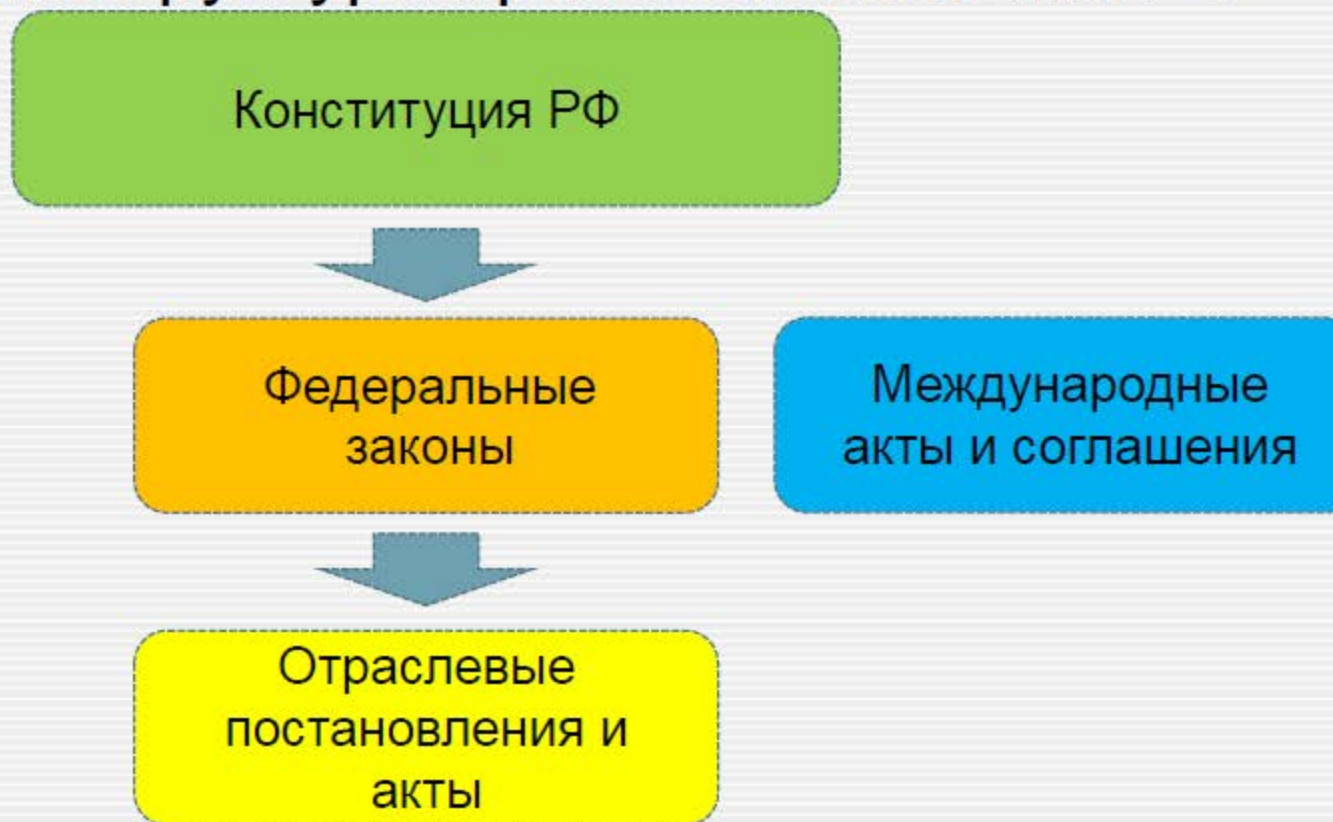 Конституция РФ
Федеральные
законы
Международные
акты и соглашения
Отраслевые
постановления и
акты